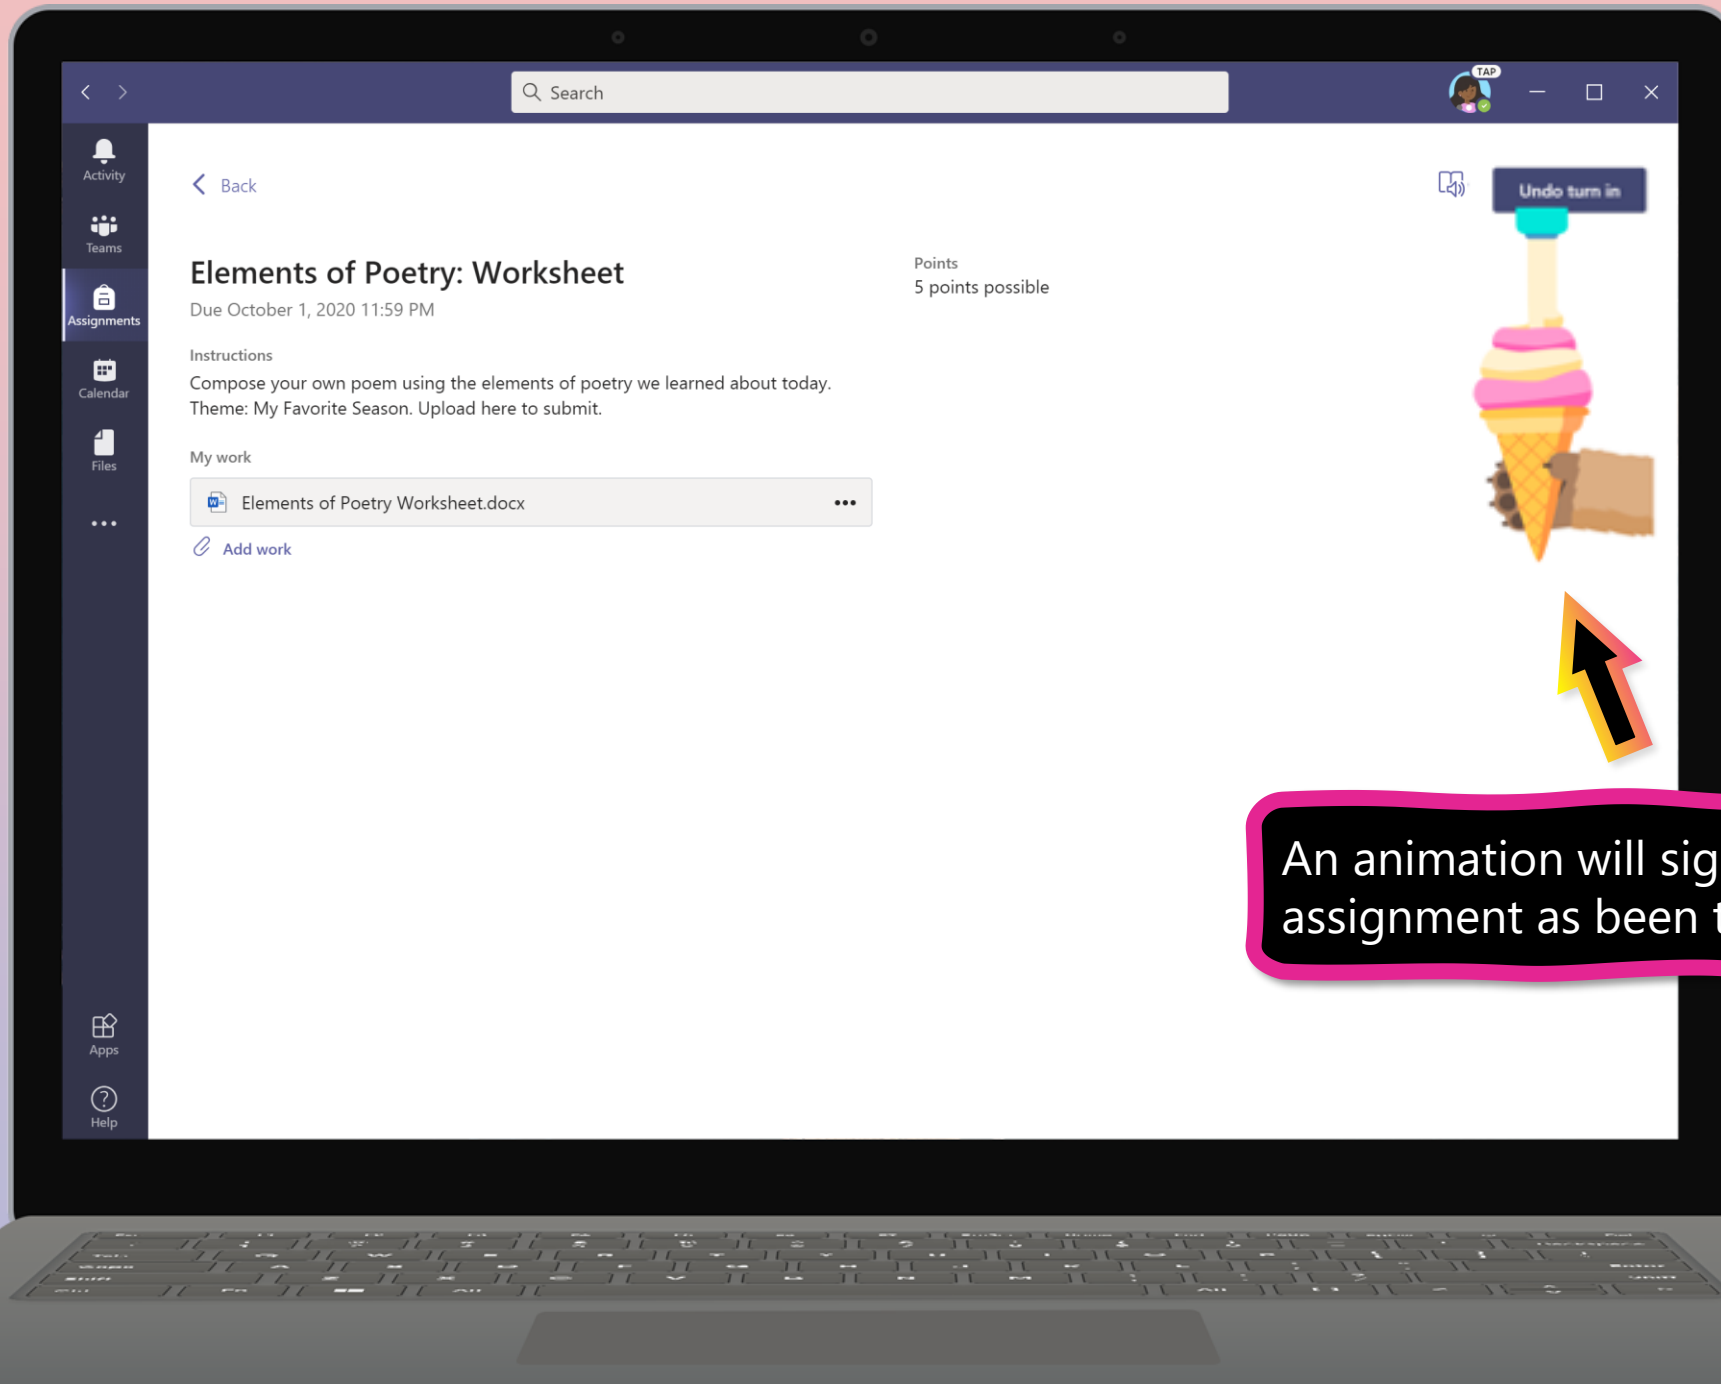 Search
TAP
Activity
Back
Undo turn in
Teams
Elements of Poetry: Worksheet
Due October 1, 2020 11:59 PM
Points
5 points possible
Assignments
Instructions
Compose your own poem using the elements of poetry we learned about today.
Theme: My Favorite Season. Upload here to submit.
Calendar
Files
My work
Elements of Poetry Worksheet.docx
Add work
An animation will sig
assignment as been t
Apps
Help